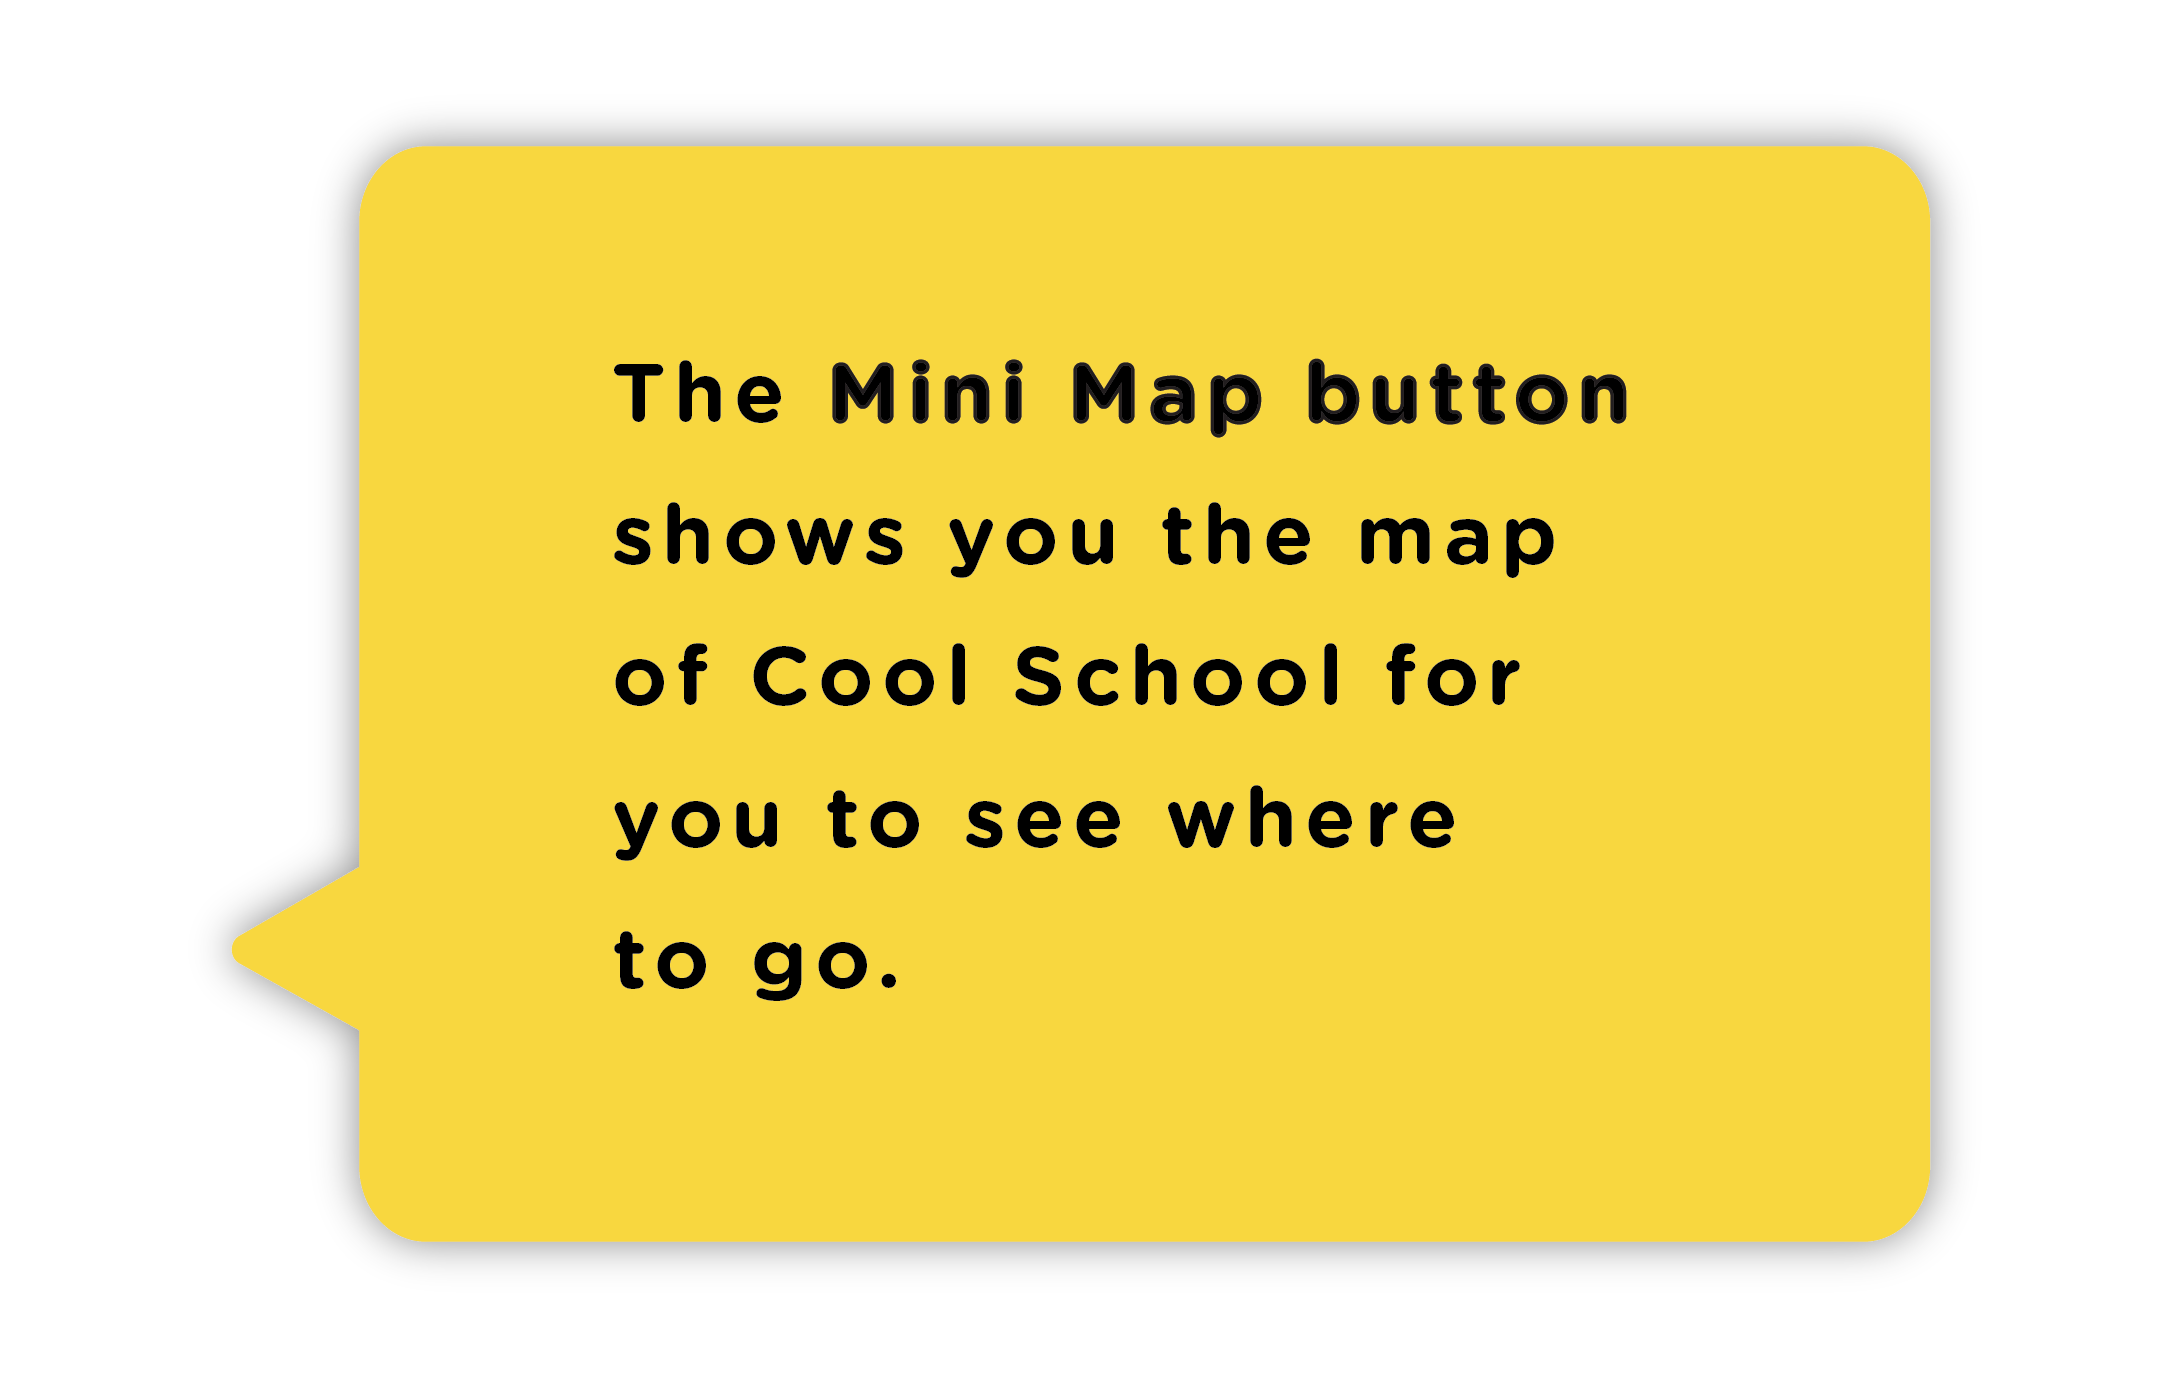 The Mini Map button
shows you the map
of Cool School for
you to see where
to go.